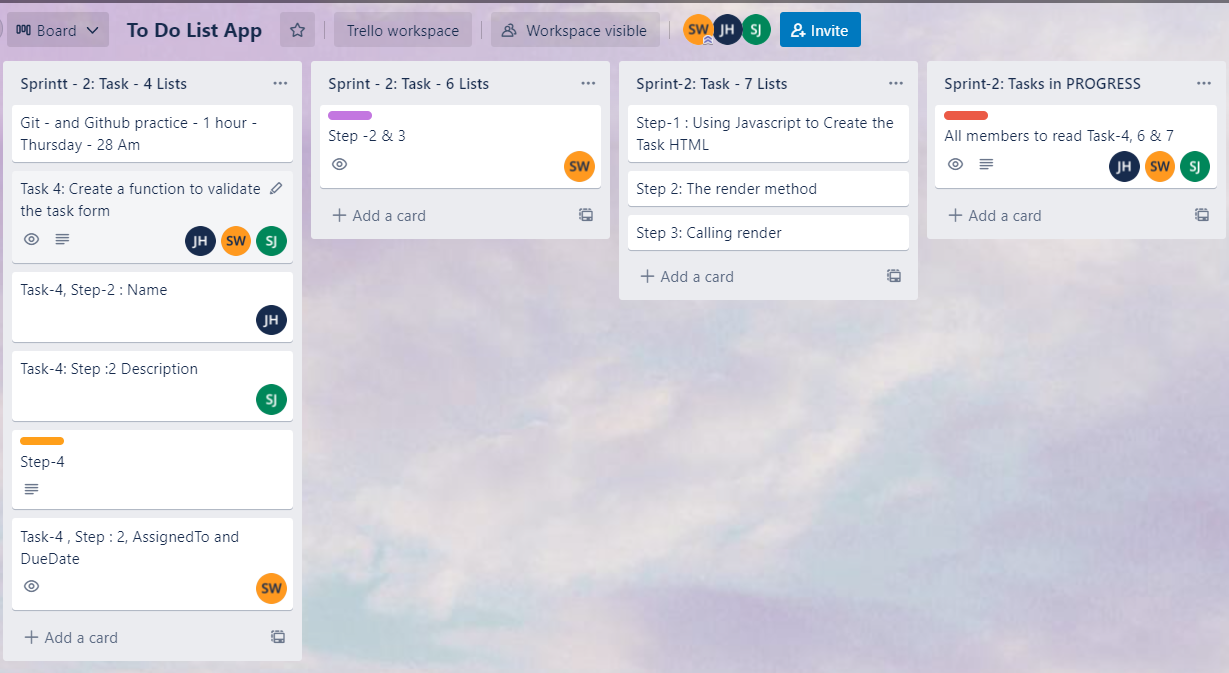 Board
To Do List App
Trello workspace
Workspace visible
SW
JH
SJ
Invite
Sprintt - 2: Task - 4 Lists
Git - and Github practice - 1 hour -
Thursday - 28 Am
Task 4: Create a function to validate
the task form
JH
SW
SJ
Task-4, Step-2 : Name
JH
Task-4: Step :2 Description
SJ
Step-4
Task-4 , Step : 2, AssignedTo and
DueDate
SW
Add a card
Sprint - 2: Task - 6 Lists
Step -2 & 3
SW
Add a card
Sprint-2: Task - 7 Lists
Step-1 : Using Javascript to Create the
Task HTML
Step 2: The render method
Step 3: Calling render
Add a card
Sprint-2: Tasks in PROGRESS
All members to read Task-4, 6 & 7
JH
SW
SJ
Add a card